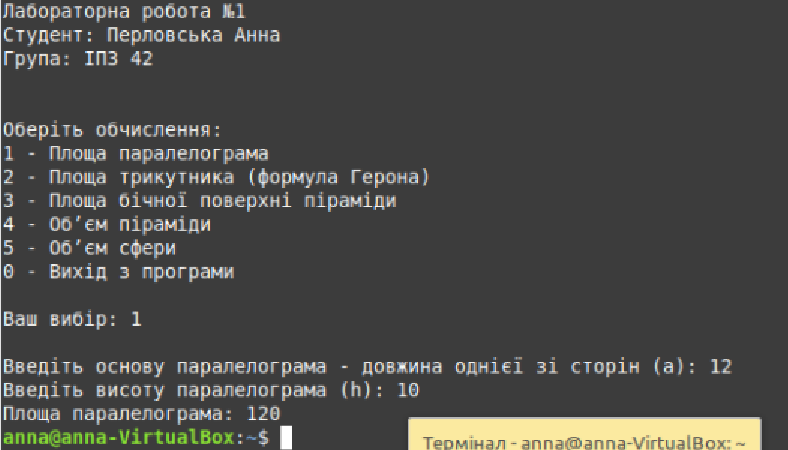 Лабораторна робота №1
Студент: Перловська Анна
Група: ІПЗ 42
Оберіть обчислення:
1 - Площа паралелограма
2 - Площа трикутника (формула Герона)
3 - Площа бічної поверхні піраміди
4 - Об’єм піраміди
5 - Об’єм сфери
0 - Вихід з програми
Ваш вибір: 1
Введіть основу паралелограма - довжина однієї зі сторін (a): 12
Введіть висоту паралелограма (h): 10
Площа паралелограма: 120
anna@anna-VirtualBox:~$
Термінал - anna@anna-VirtualBox: ~